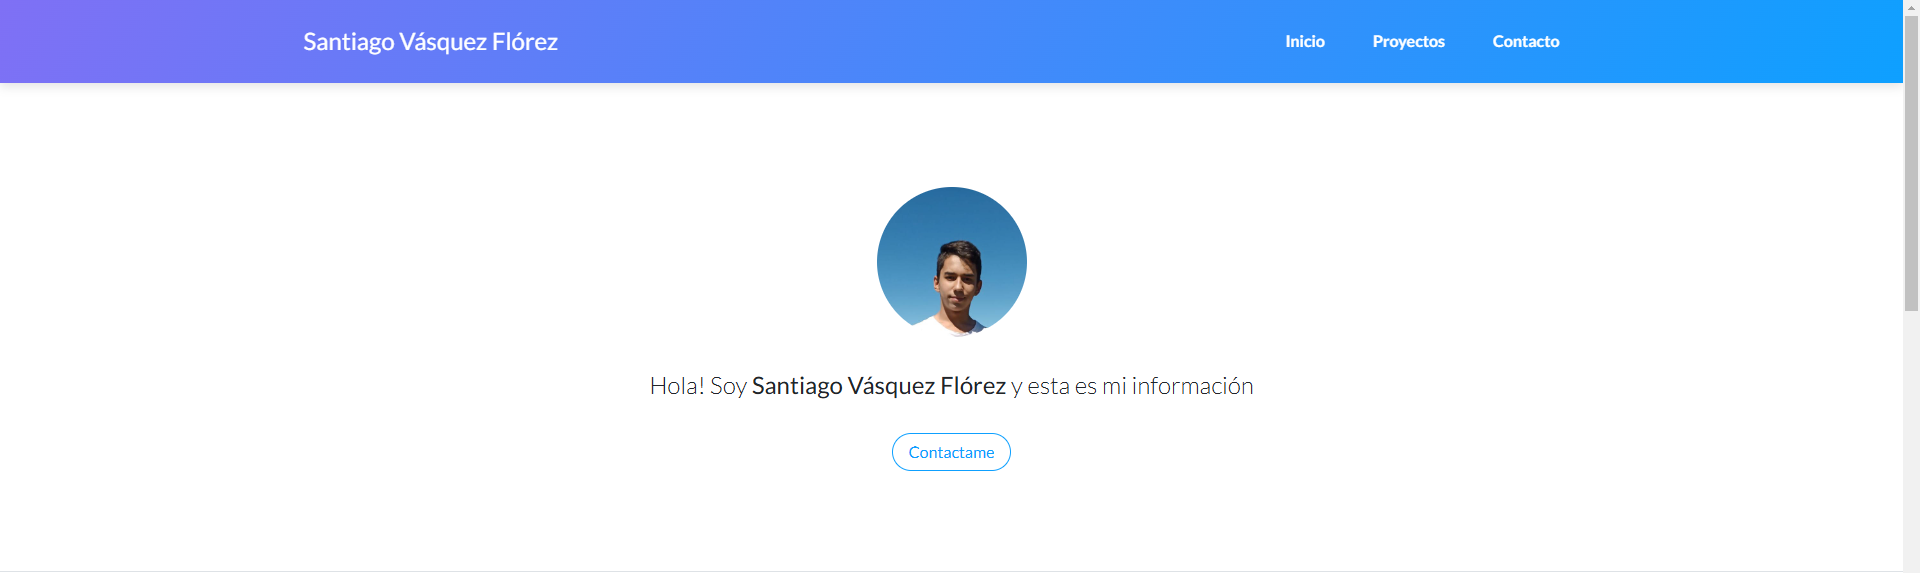 Santiago Vásquez Flórez
Inicio Proyectos Contacto
Hola! Soy Santiago Vásquez Flórez y esta es mi información
Contactame